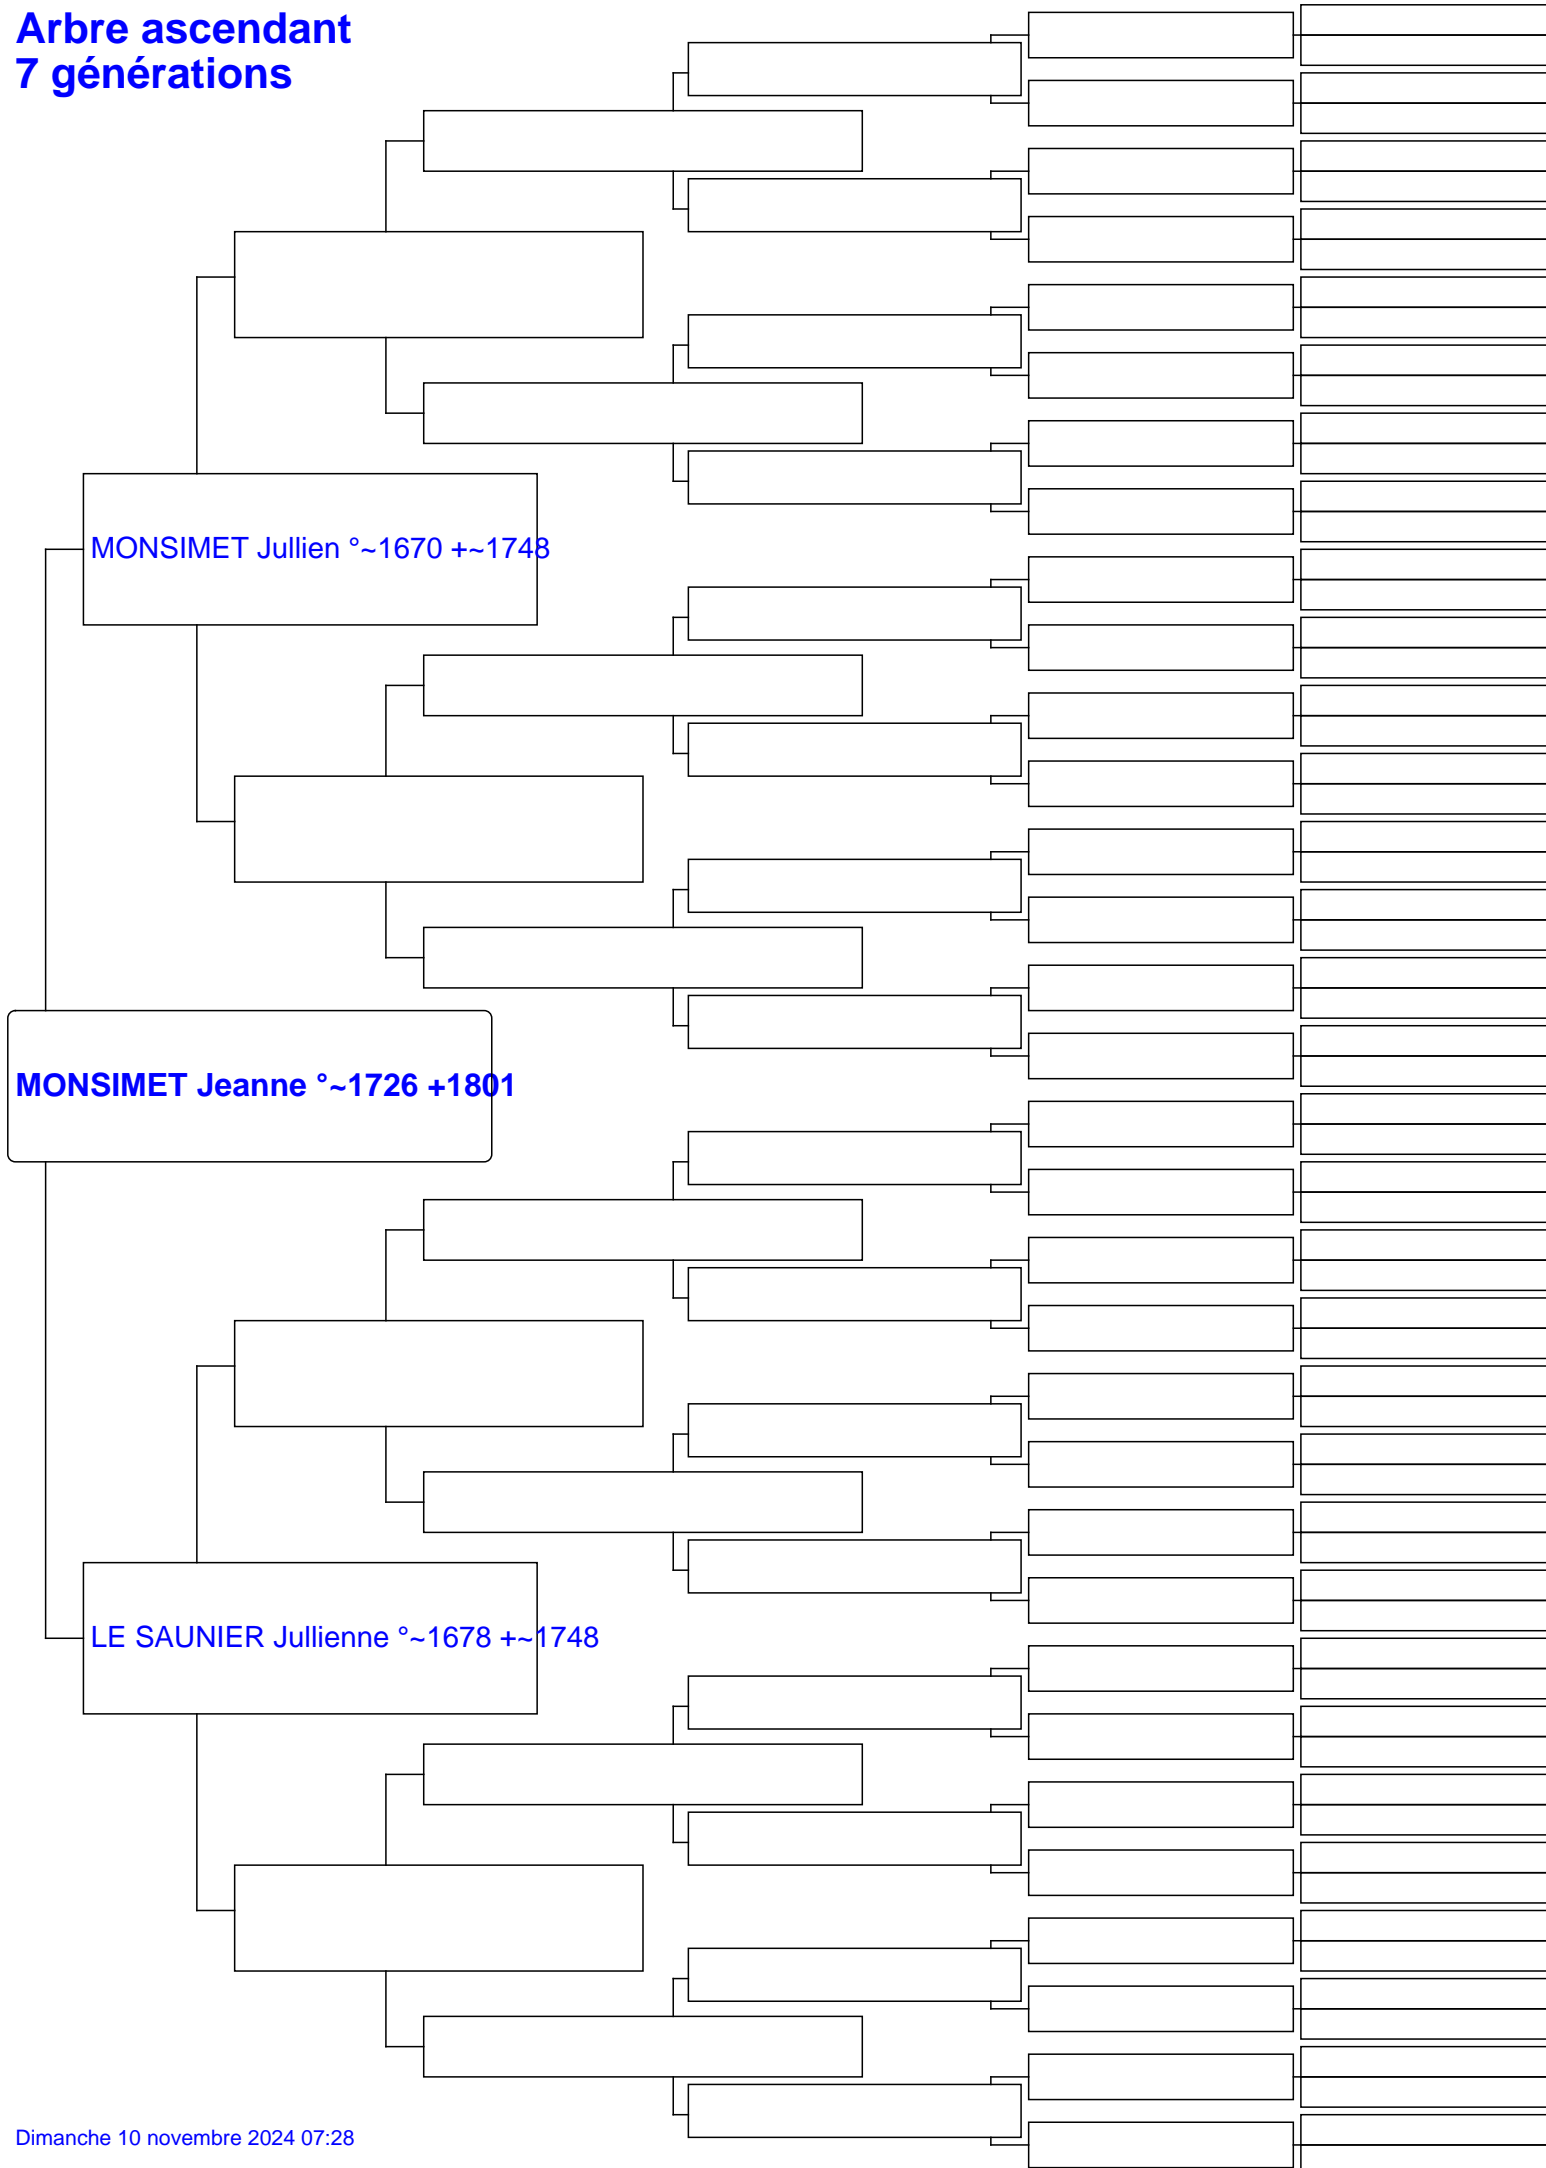 Arbre ascendant
7 générations
MONSIMET Jullien °~1670 +~1748
MONSIMET Jeanne °~1726 +1801
LE SAUNIER Jullienne °~1678 +~1748
Dimanche 10 novembre 2024 07:28